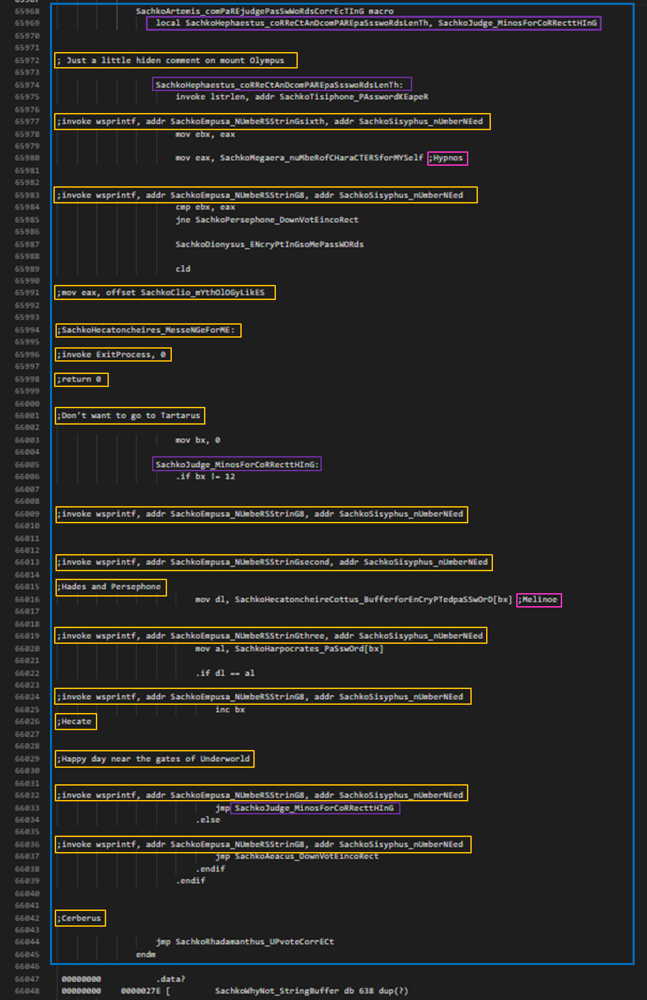 65967
65968 SachkoArtemis_comPaREjudgePasSwWoRdsCorrEcTIng macro
65969 local SachkoHephaestus_coRReCtAnDcomPAREpaSsswoRdsLenTh, SachkoJudge_MinosForCoRRecttHInG
65970
65971
65972 ; Just a little hiden comment on mount Olympus
65973
65974 SachkoHephaestus_coRReCtAnDcomPAREpaSsswoRdsLenTh:
65975 invoke lstrlen, addr SachkoTisiphone_PAsswordKEapeR
65976
65977 ;invoke wsprintf, addr SachkoEmpusa_NUmbeRSStrinGsixth, addr SachkoSisyphus_nUmberNEed
65978 mov ebx, eax
65979
65980 mov eax, SachkoMegaera_nuMbeRofCHaraCTERSforMYSelf ;Hypnos
65981
65982
65983 ;invoke wsprintf, addr SachkoEmpusa_NUmbeRSStrinG8, addr SachkoSisyphus_nUmberNEed
65984 cmp ebx, eax
65985 jne SachkoPersephone_DownVotEincoRect
65986
65987 SachkoDionysus_ENcryPtInGsoMePassWORds
65988
65989 cld
65990
65991 ;mov eax, offset SachkoClio_mYthOlOGyLikES
65992
65993
65994 ;SachkoHecatoncheires_MesseNGeForME:
65995
65996 ;invoke ExitProcess, 0
65997
65998 ;return 0
65999
66000
66001 ;Don't want to go to Tartarus
66002
66003 mov bx, 0
66004
66005 SachkoJudge_MinosForCoRRecttHInG:
66006 .if bx != 12
66007
66008
66009 ;invoke wsprintf, addr SachkoEmpusa_NUmbeRSStrinG8, addr SachkoSisyphus_nUmberNEed
66010
66011
66012
66013 ;invoke wsprintf, addr SachkoEmpusa_NUmbeRSStrinGsecond, addr SachkoSisyphus_nUmberNEed
66014
66015 ;Hades and Persephone
66016 mov dl, SachkoHecatoncheireCottus_BufferforEnCryPTedpaSSwOrD[bx] ;Melinoe
66017
66018
66019 ;invoke wsprintf, addr SachkoEmpusa_NUmbeRSStrinGthree, addr SachkoSisyphus_nUmberNEed
66020 mov al, SachkoHarpocrates_PaSswOrd[bx]
66021
66022 .if dl == al
66023
66024 ;invoke wsprintf, addr SachkoEmpusa_NUmbeRSStrinG8, addr SachkoSisyphus_nUmberNEed
66025 inc bx
66026 ;Hecate
66027
66028
66029 ;Happy day near the gates of Underworld
66030
66031
66032 ;invoke wsprintf, addr SachkoEmpusa_NUmbeRSStrinG8, addr SachkoSisyphus_nUmberNEed
66033 jmp SachkoJudge_MinosForCoRRecttHInG
66034 .else
66035
66036 ;invoke wsprintf, addr SachkoEmpusa_NUmbeRSStrinG8, addr SachkoSisyphus_nUmberNEed
66037 jmp SachkoAeacus_DownVotEincoRect
66038 .endif
66039 .endif
66040
66041
66042 ;Cerberus
66043
66044 jmp SachkoRhadamanthus_UPvoteCorrECt
66045 endm
66046
66047 00000000 .data?
66048 00000000 0000027E [ SachkoWhyNot_StringBuffer db 638 dup(?)